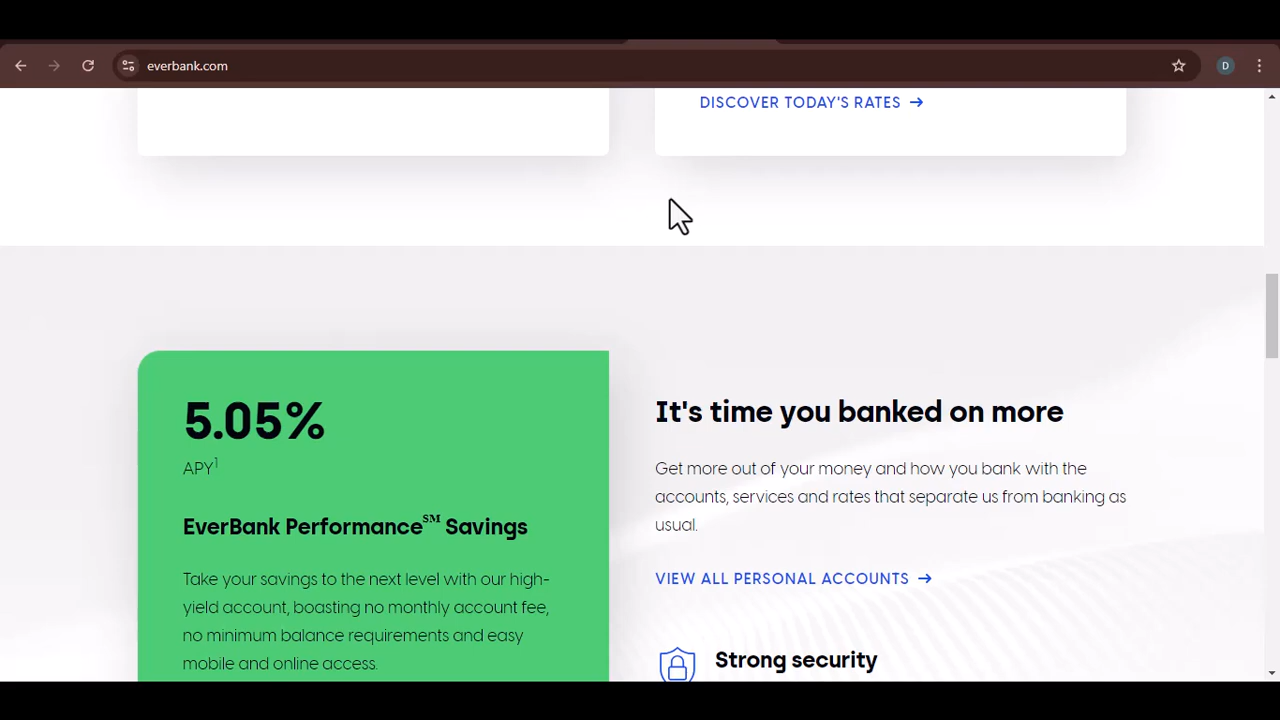 everbank.com
D
DISCOVER TODAY'S RATES →
5.05%
APY1
EverBank Performance℠ Savings
Take your savings to the next level with our high-
yield account, boasting no monthly account fee,
no minimum balance requirements and easy
mobile and online access.
It's time you banked on more
Get more out of your money and how you bank with the
accounts, services and rates that separate us from banking as
usual.
VIEW ALL PERSONAL ACCOUNTS →
Strong security